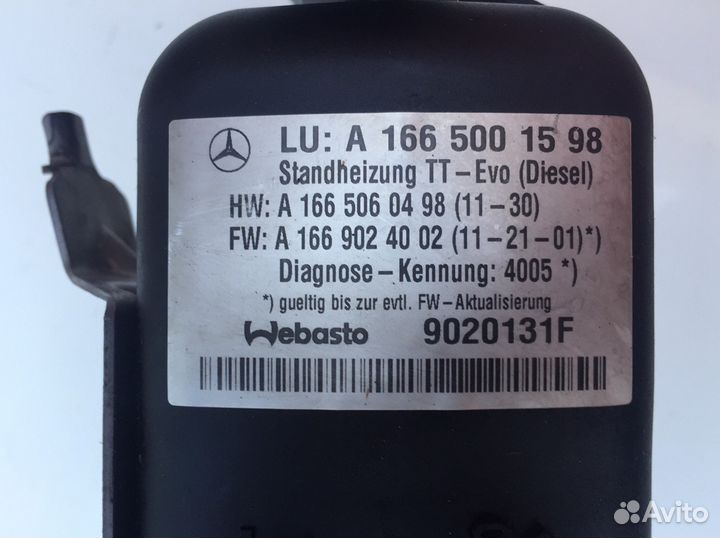 LU: A 166 500 15 98
Standheizung TT-Evo (Diesel)
HW: A 166 506 04 98 (11-30)
FW: A 166 902 40 02 (11-21-01)*)
Diagnose-Kennung: 4005 *)
*) gueltig bis zur evtl. FW-Aktualisierung
Webasto 9020131F
Avito